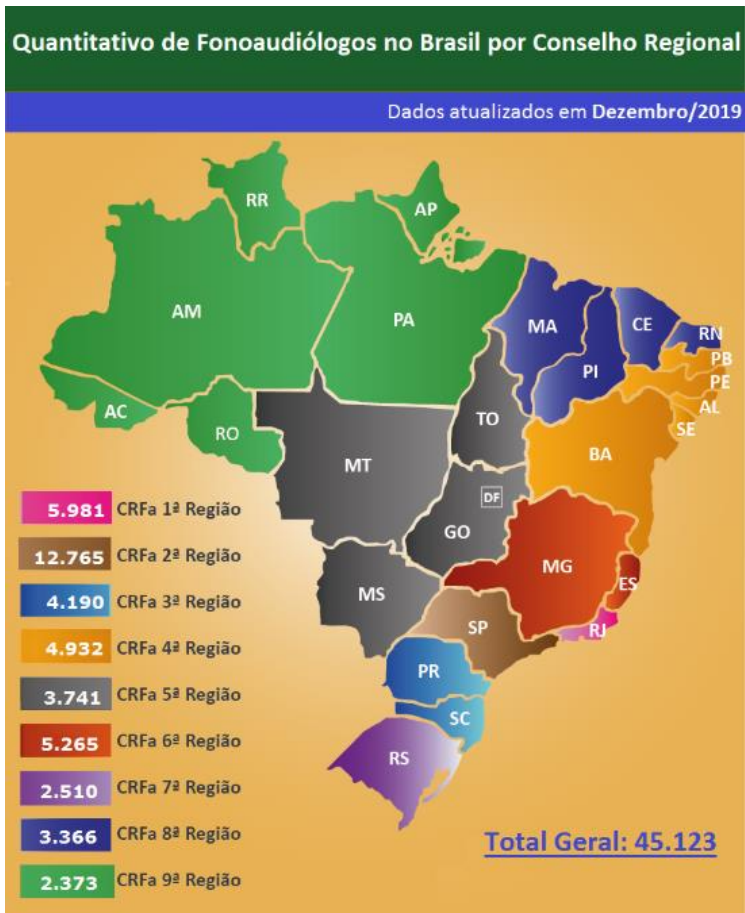 Quantitativo de Fonoaudiólogos no Brasil por Conselho Regional
Dados atualizados em Dezembro/2019
RR
AP
AM
PA
MA
CE
RN
PB
PI
PE
AC
TO
AL
RO
SE
BA
MT
DF
GO
MG
ES
MS
SP
RJ
PR
SC
RS
5.981 CRFa 1ª Região
12.765 CRFa 2ª Região
4.190 CRFa 3ª Região
4.932 CRFa 4ª Região
3.741 CRFa 5ª Região
5.265 CRFa 6ª Região
2.510 CRFa 7ª Região
3.366 CRFa 8ª Região
2.373 CRFa 9ª Região
Total Geral: 45.123